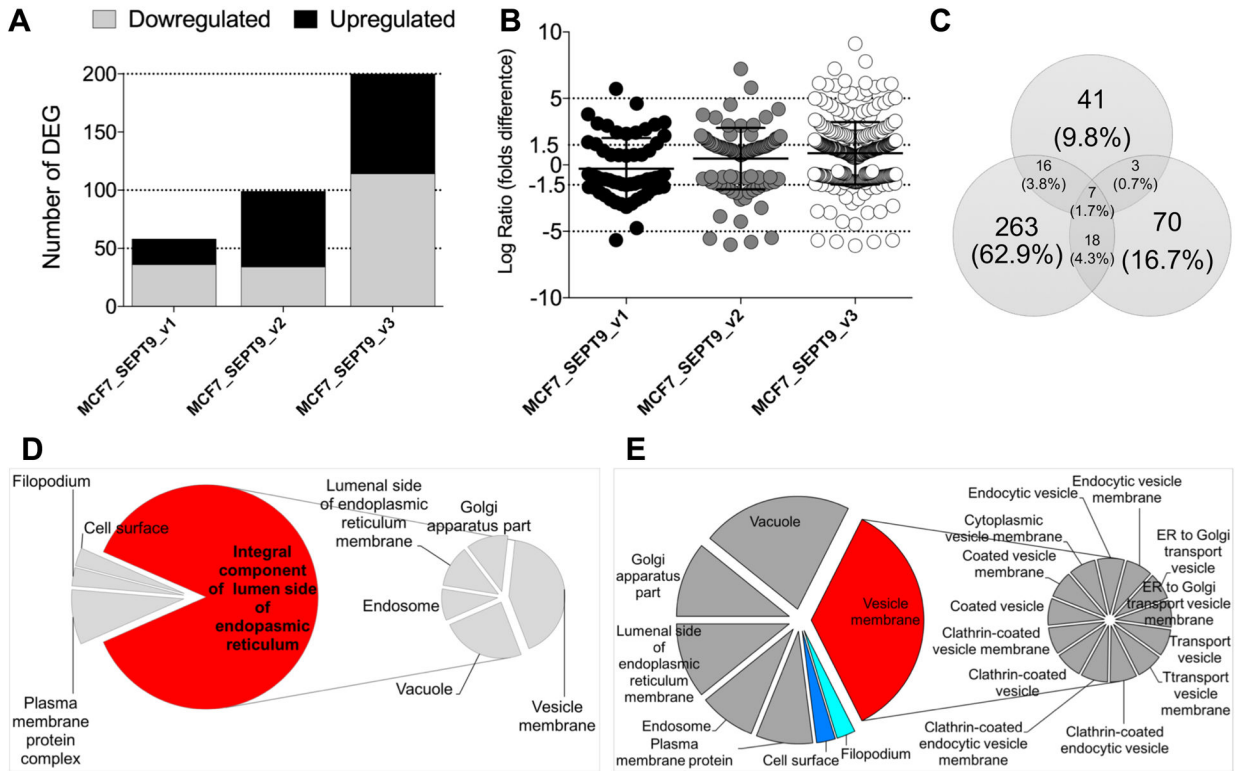 A
Dowregulated
Upregulated
Number of DEG
200
150
100
50
0
MCF7_SEPT9_v1
MCF7_SEPT9_v2
MCF7_SEPT9_v3
B
Log Ratio (folds differentce)
10
5
1.5
0
-1.5
-5
-10
MCF7_SEPT9_v1
MCF7_SEPT9_v2
MCF7_SEPT9_v3
C
41
(9.8%)
16
(3.8%)
3
(0.7%)
7
(1.7%)
263
(62.9%)
18
(4.3%)
70
(16.7%)
D
Filopodium
Cell surface
Plasma
membrane
protein
complex
Integral
component
of lumen side
of
endopasmic
reticulum
Lumenal side
of endoplasmic
reticulum
membrane
Golgi
apparatus part
Endosome
Vacuole
Vesicle
membrane
E
Vacuole
Golgi
apparatus
part
Lumenal side
of
endoplasmic
reticulum
membrane
Endosome
Plasma
membrane protein
Cell surface
Filopodium
Vesicle
membrane
Endocytic vesicle
membrane
Endocytic vesicle
Cytoplasmic
vesicle membrane
Coated vesicle
membrane
Coated vesicle
Clathrin-coated
vesicle membrane
Clathrin-coated
vesicle
Clathrin-coated
endocytic vesicle
membrane
Clathrin-coated
endocytic vesicle
ER to Golgi
transport
vesicle
ER to Golgi
transport vesicle
membrane
Transport
vesicle
Ttransport
vesicle
membrane